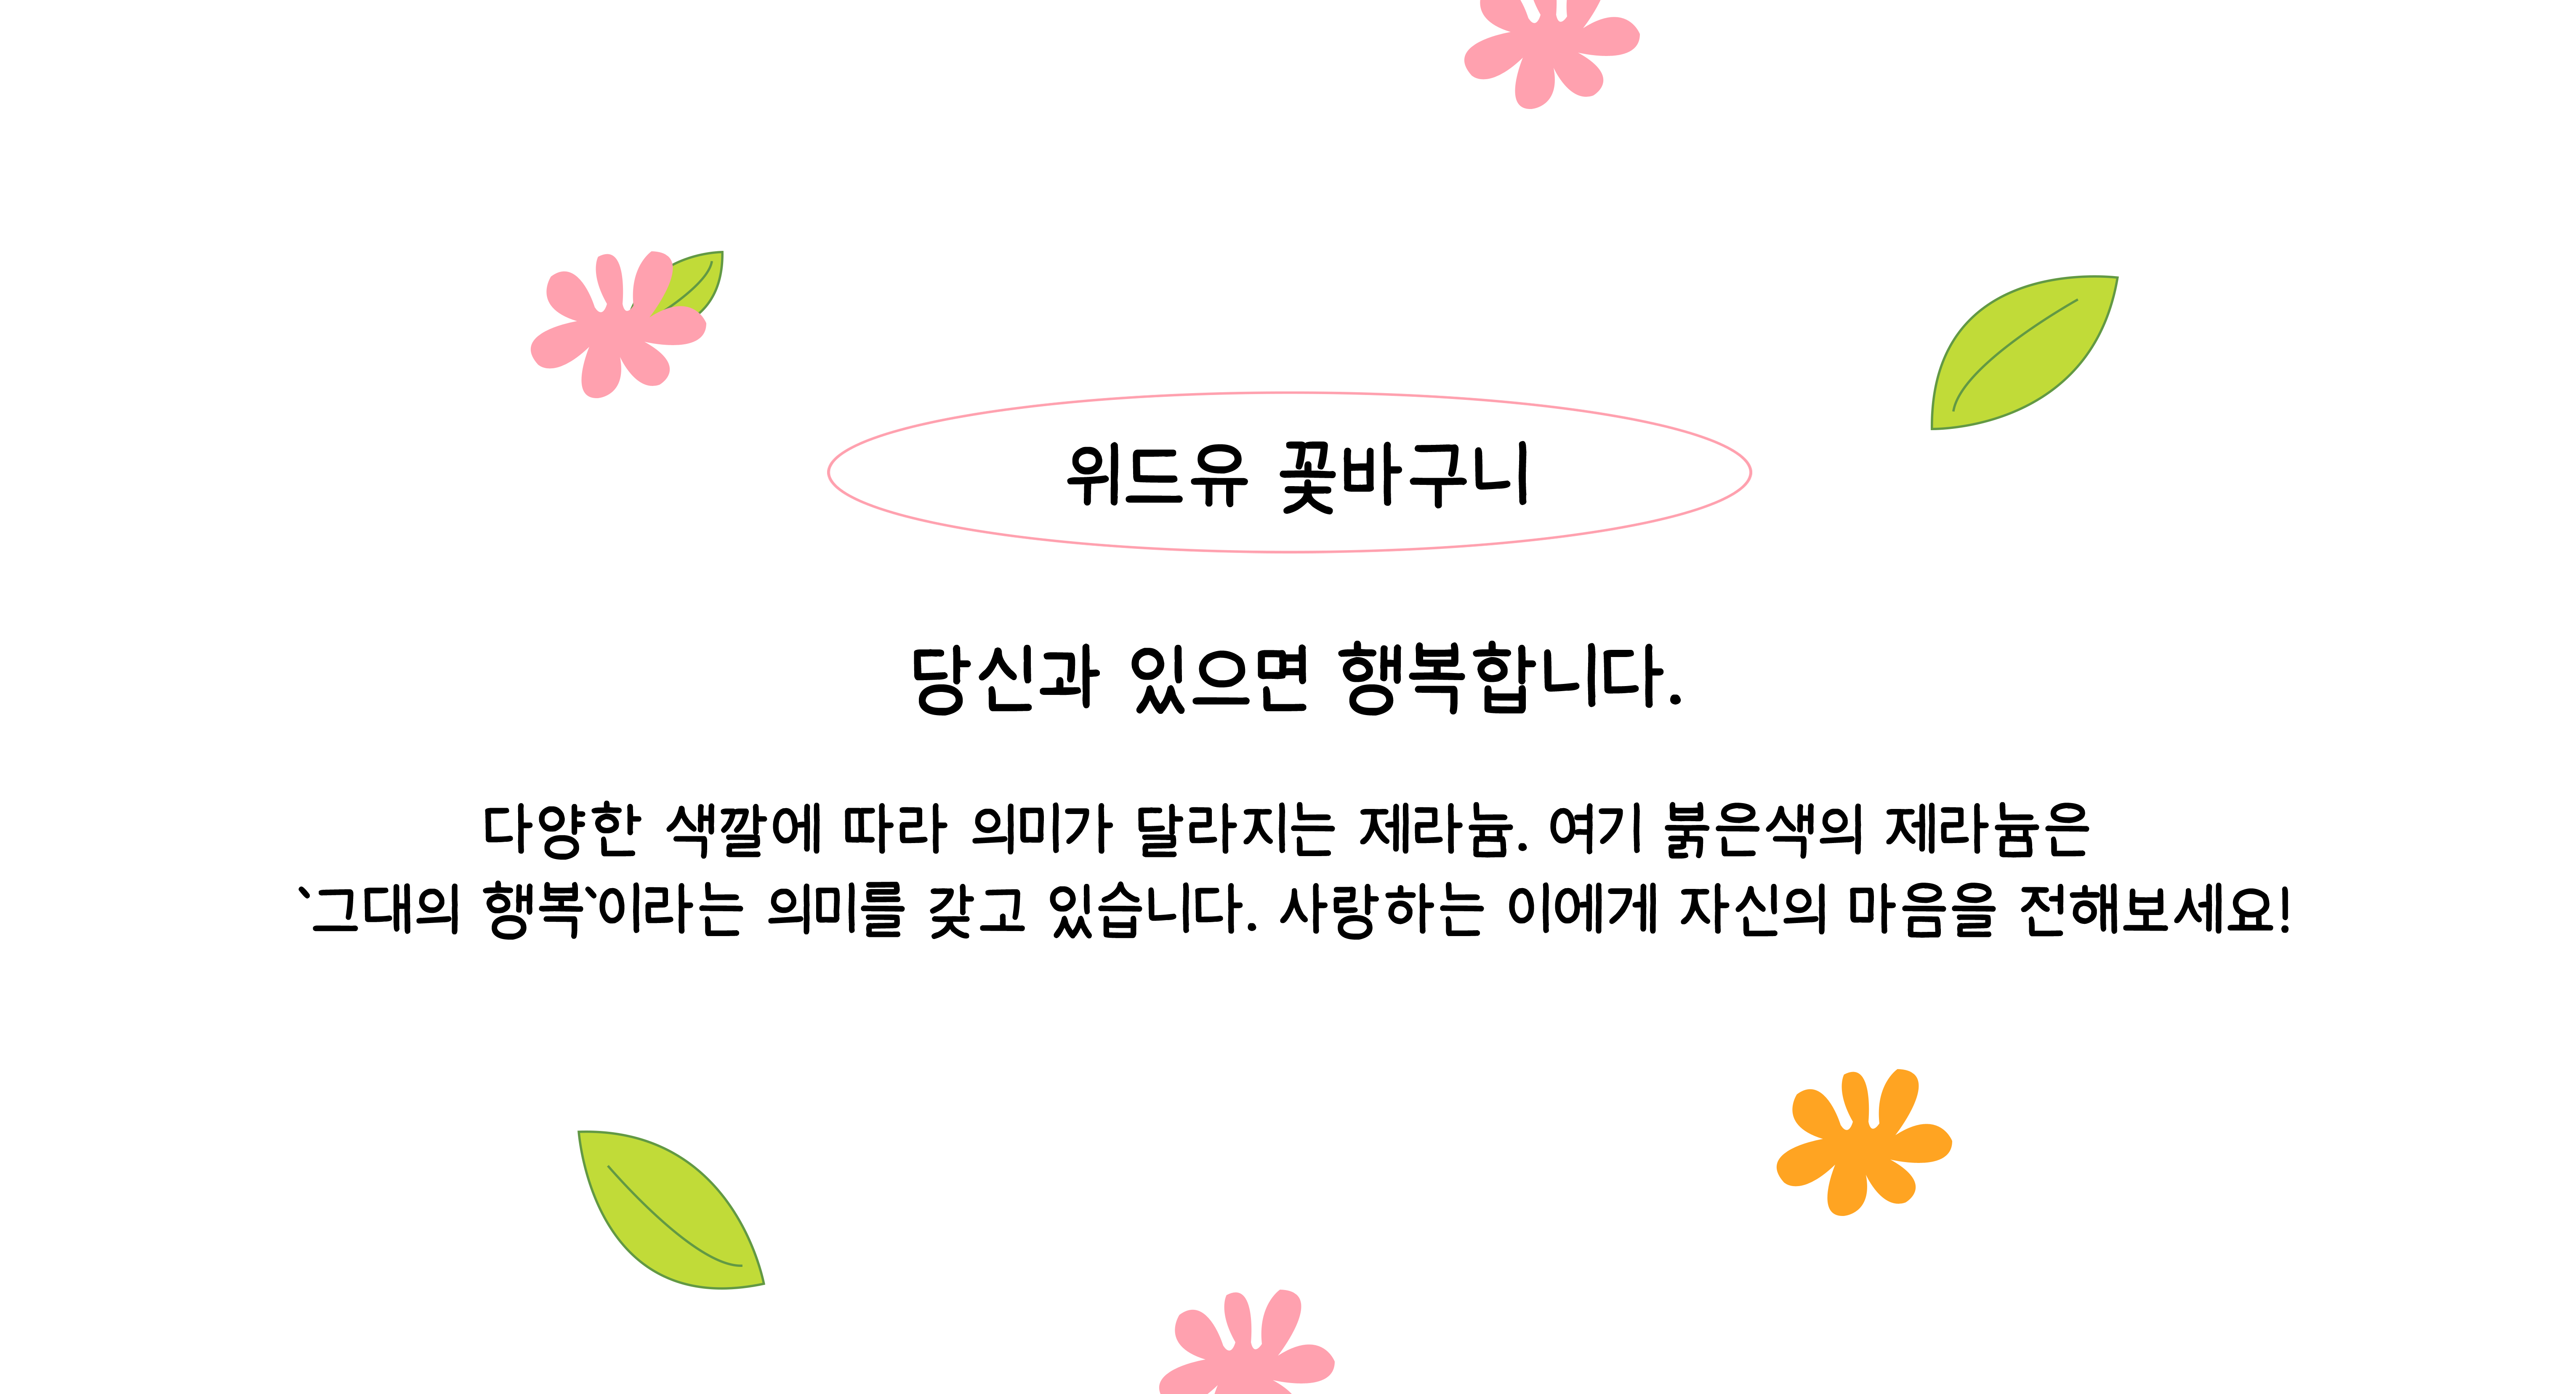 위드유 꽃바구니
당신과 있으면 행복합니다.
다양한 색깔에 따라 의미가 달라지는 제라늄. 여기 붉은색의 제라늄은
`그대의 행복`이라는 의미를 갖고 있습니다. 사랑하는 이에게 자신의 마음을 전해보세요!